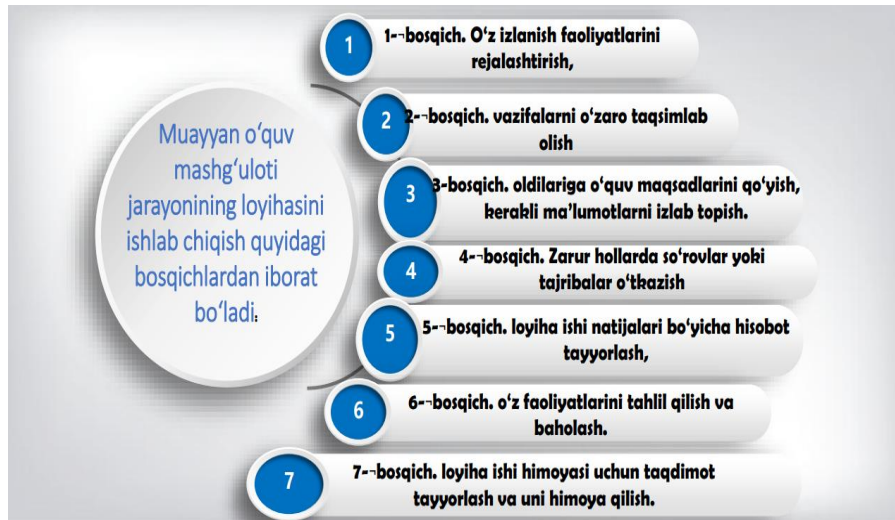 Muayyan o‘quv
mashg‘uloti
jarayonining loyihasini
ishlab chiqish quyidagi
bosqichlardan iborat
bo‘ladi:
1
1-¬bosqich. O‘z izlanish faoliyatlarini
rejalashtirish,
2
2-¬bosqich. vazifalarni o‘zaro taqsimlab
olish
3
3-bosqich. oldilariga o‘quv maqsadlarini qo‘yish,
kerakli ma’lumotlarni izlab topish.
4
4-¬bosqich. Zarur hollarda so‘rovlar yoki
tajribalar o‘tkazish
5
5-¬bosqich. loyiha ishi natijalari bo‘yicha hisobot
tayyorlash,
6
6-¬bosqich. o‘z faoliyatlarini tahlil qilish va
baholash.
7
7-¬bosqich. loyiha ishi himoyasi uchun taqdimot
tayyorlash va uni himoya qilish.